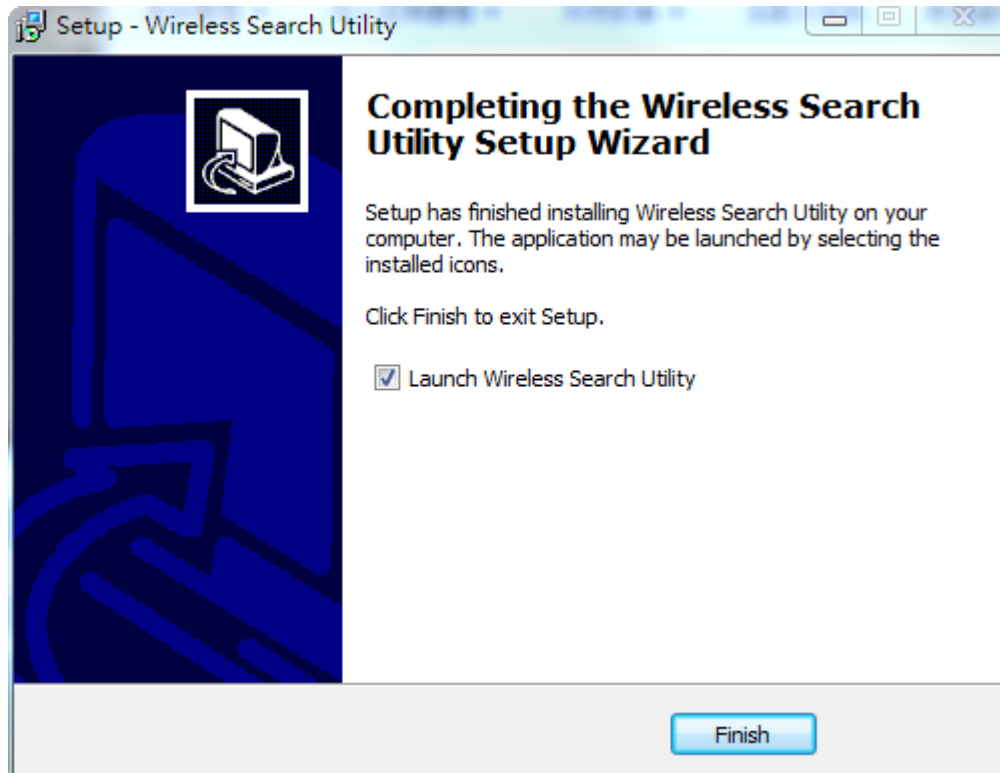 Setup - Wireless Search Utility
Completing the Wireless Search
Utility Setup Wizard
Setup has finished installing Wireless Search Utility on your
computer. The application may be launched by selecting the
installed icons.
Click Finish to exit Setup.
Launch Wireless Search Utility
Finish